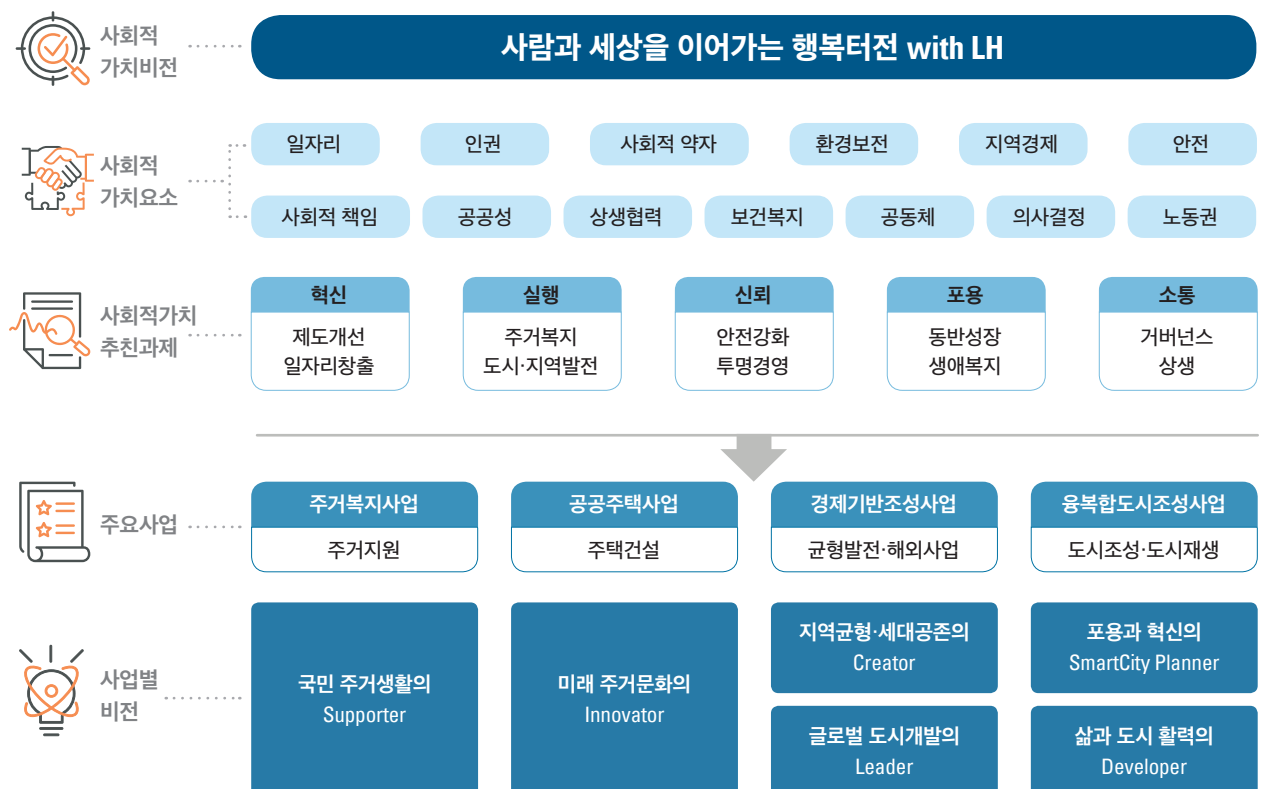 사회적
가치비전
사람과 세상을 이어가는 행복터전 with LH
사회적
가치요소
일자리
인권
사회적 약자
환경보전
지역경제
안전
사회적 책임
공공성
상생협력
보건복지
공동체
의사결정
노동권
사회적가치
추진과제
혁신
제도개선
일자리창출
실행
주거복지
도시·지역발전
신뢰
안전강화
투명경영
포용
동반성장
생애복지
소통
거버넌스
상생
주요사업
주거복지사업
주거지원
공공주택사업
주택건설
경제기반조성사업
균형발전·해외사업
융복합도시조성사업
도시조성·도시재생
사업별
비전
국민 주거생활의
Supporter
미래 주거문화의
Innovator
지역균형·세대공존의
Creator
포용과 혁신의
SmartCity Planner
글로벌 도시개발의
Leader
삶과 도시 활력의
Developer